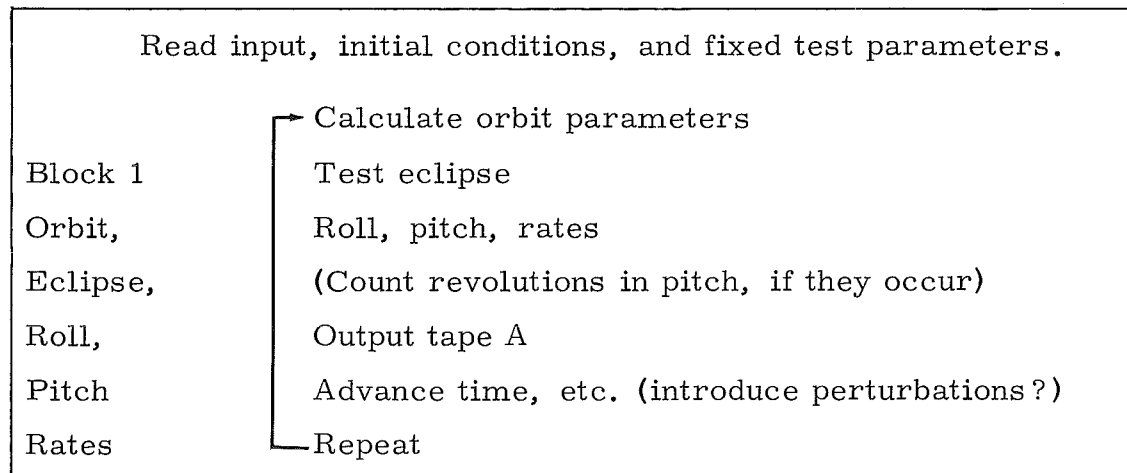 Read input, initial conditions, and fixed test parameters.
Calculate orbit parameters
Block 1 Test eclipse
Orbit, Roll, pitch, rates
Eclipse, (Count revolutions in pitch, if they occur)
Roll, Output tape A
Pitch Advance time, etc. (introduce perturbations?)
Rates Repeat